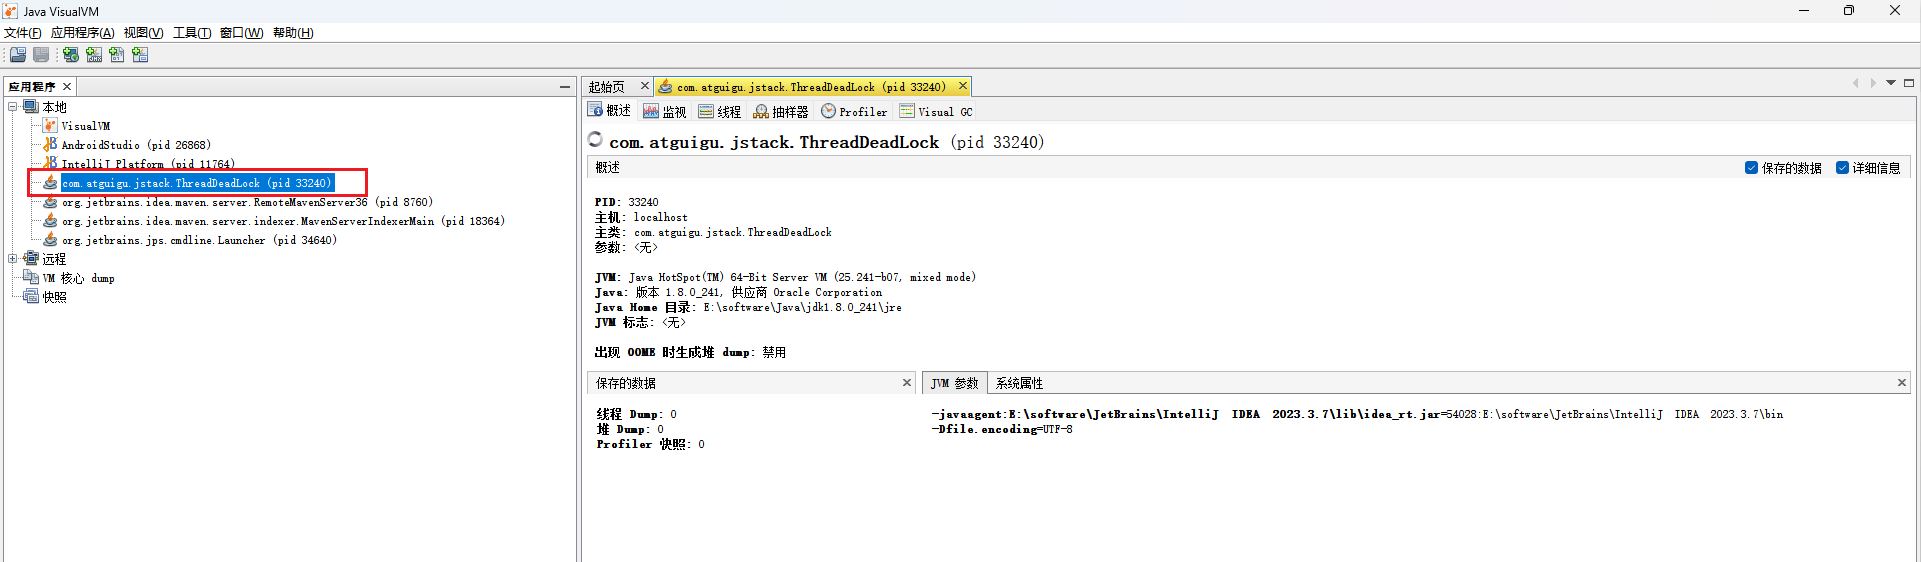 Java VisualVM
文件(F) 应用程序(A) 视图(V) 工具(T) 窗口(W) 帮助(H)
应用程序
本地
VisualVM
AndroidStudio (pid 26868)
IntelliJ Platform (pid 11764)
com.atguigu.jstack.ThreadDeadLock (pid 33240)
org.jetbrains.idea.maven.server.RemoteMavenServer36 (pid 8760)
org.jetbrains.idea.maven.server.indexer.MavenServerIndexerMain (pid 18364)
org.jetbrains.jps.cmdline.Launcher (pid 34640)
远程
VM 核心 dump
快照
起始页 com.atguigu.jstack.ThreadDeadLock (pid 33240)
概述 监视 线程 抽样器 Profiler Visual GC
com.atguigu.jstack.ThreadDeadLock (pid 33240)
概述 保存的数据 详细信息
PID: 33240
主机: localhost
主类: com.atguigu.jstack.ThreadDeadLock
参数: <无>
JVM: Java HotSpot(TM) 64-Bit Server VM (25.241-b07, mixed mode)
Java: 版本 1.8.0_241, 供应商 Oracle Corporation
Java Home 目录: E:\software\Java\jdk1.8.0_241\jre
JVM 标志: <无>
出现 OOME 时生成堆 dump: 禁用
保存的数据
线程 Dump: 0
堆 Dump: 0
Profiler 快照: 0
JVM 参数 系统属性
-javaagent:E:\software\JetBrains\IntelliJ IDEA 2023.3.7\lib\idea_rt.jar=54028:E:\software\JetBrains\IntelliJ IDEA 2023.3.7\bin
-Dfile.encoding=UTF-8